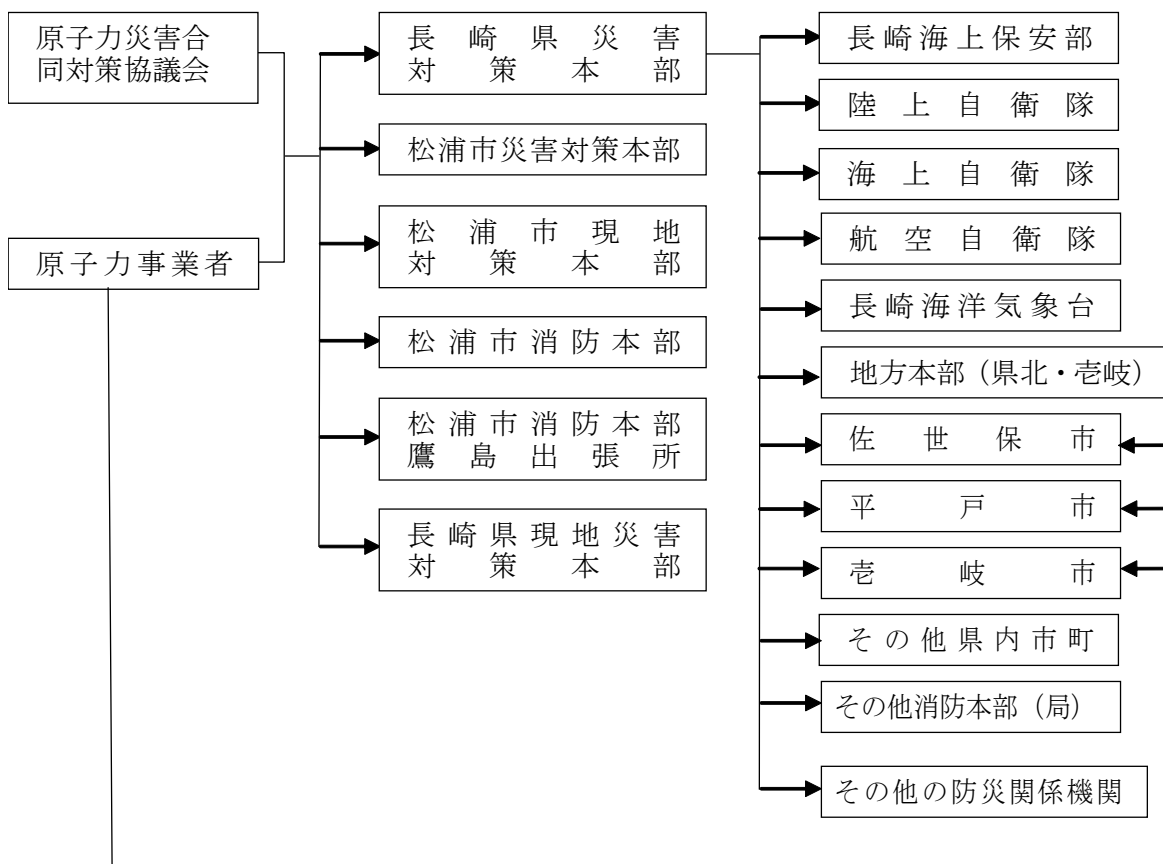 原子力災害合
同対策協議会
原子力事業者
長崎県災害
対策本部
松浦市災害対策本部
松浦市現地
対策本部
松浦市消防本部
松浦市消防本部
鷹島出張所
長崎県現地災害
対策本部
長崎海上保安部
陸上自衛隊
海上自衛隊
航空自衛隊
長崎海洋気象台
地方本部（県北・壱岐）
佐世保市
平戸市
壱岐市
その他県内市町
その他消防本部（局）
その他の防災関係機関